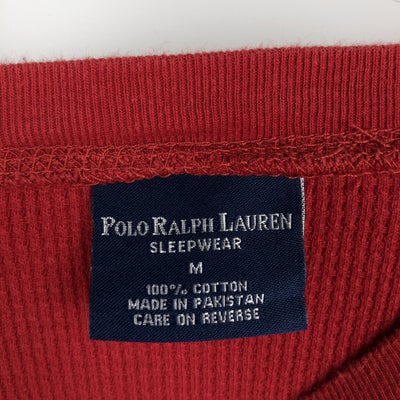 POLO RALPH LAUREN
SLEEPWEAR
M
100% COTTON
MADE IN PAKISTAN
CARE ON REVERSE